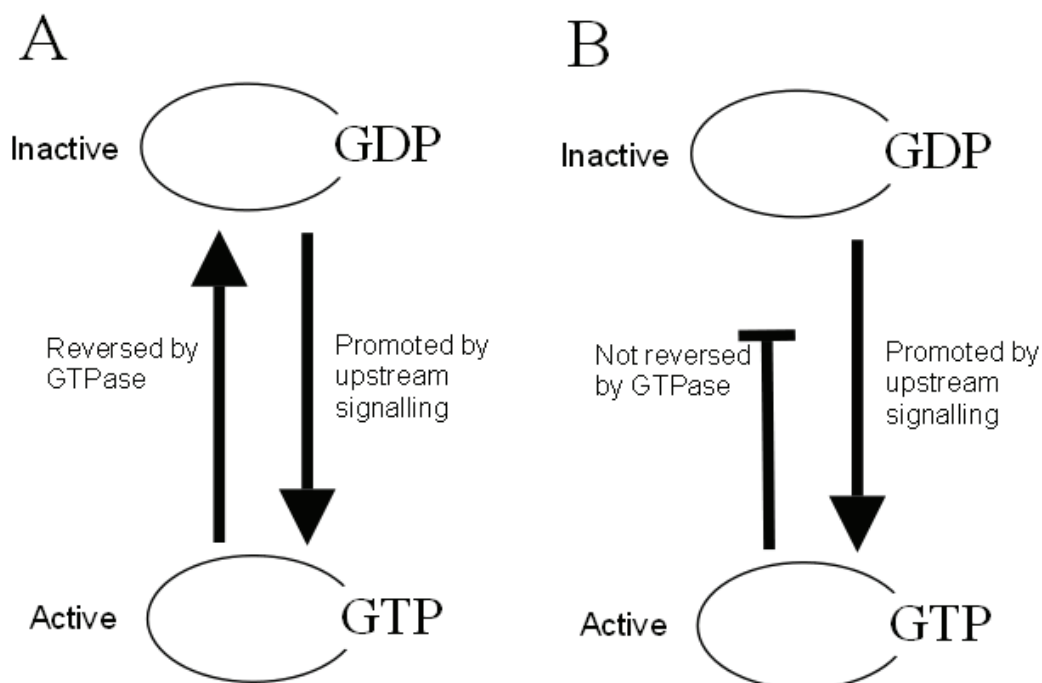 A
Inactive
GDP
Reversed by
GTPase
Promoted by
upstream
signalling
Active
GTP
B
Inactive
GDP
Not reversed
by GTPase
Promoted by
upstream
signalling
Active
GTP